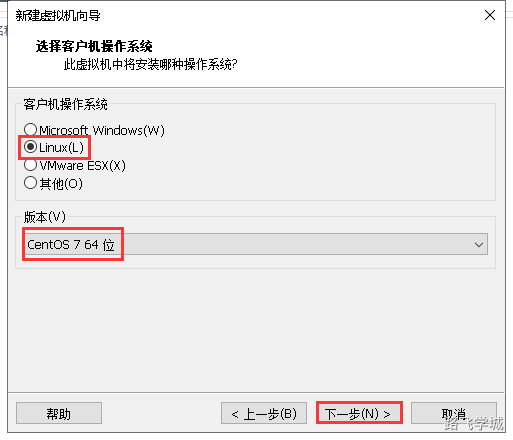 新建虚拟机向导
选择客户机操作系统
此虚拟机中将安装哪种操作系统?
客户机操作系统
Microsoft Windows(W)
Linux(L)
VMware ESX(X)
其他(O)
版本(V)
CentOS 7 64 位
帮助
< 上一步(B)
下一步(N) >
取消
路飞学城